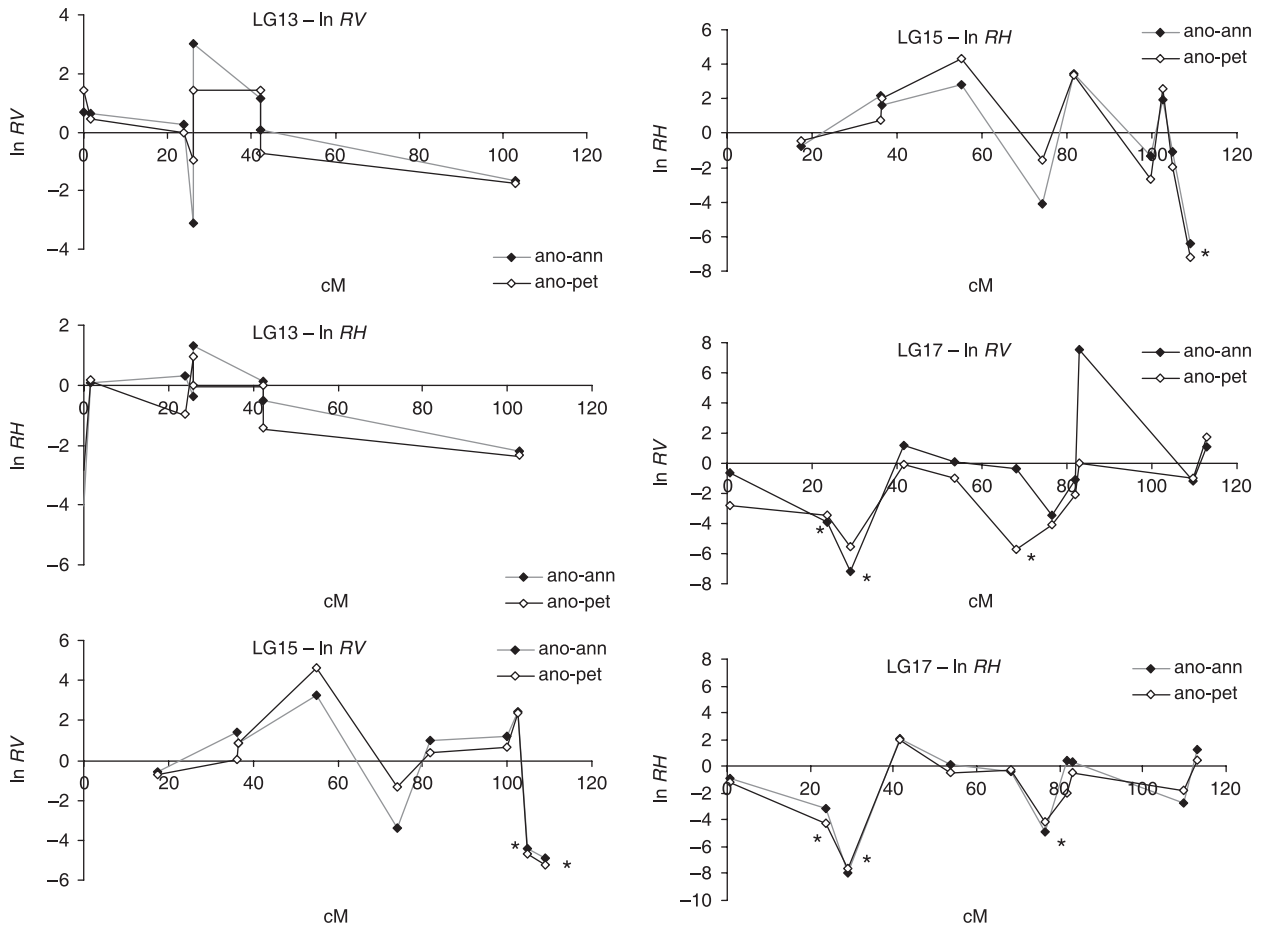 LG13 – ln RV
4
2
0
–2
–4
0 20 40 60 80 100 120
ln RV
cM
ano-ann
ano-pet
LG13 – ln RH
2
0
–2
–4
–6
0 20 40 60 80 100 120
ln RH
cM
ano-ann
ano-pet
LG15 – ln RV
6
4
2
0
–2
–4
–6
0 20 40 60 80 100 120
ln RV
cM
ano-ann
ano-pet
* *
LG15 – ln RH
6
4
2
0
–2
–4
–6
–8
0 20 40 60 80 100 120
ln RH
cM
ano-ann
ano-pet
*
LG17 – ln RV
8
6
4
2
0
–2
–4
–6
–8
0 20 40 60 80 100 120
ln RV
cM
ano-ann
ano-pet
* * *
LG17 – ln RH
8
6
4
2
0
–2
–4
–6
–8
–10
0 20 40 60 80 100 120
ln RH
cM
ano-ann
ano-pet
* * *